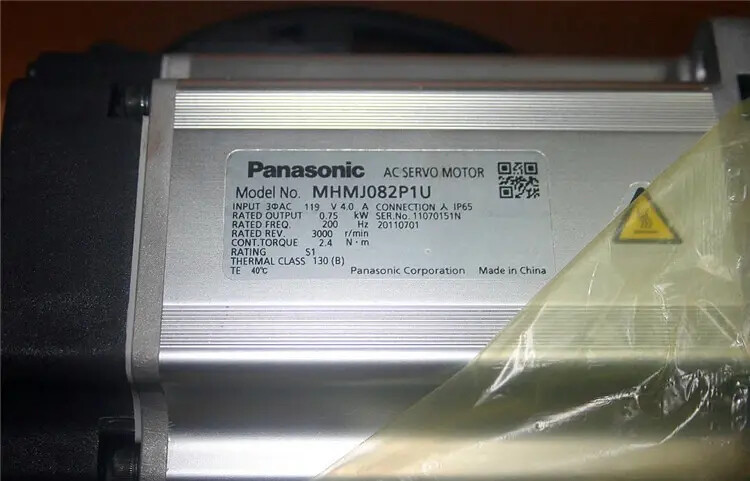 Panasonic AC SERVO MOTOR
Model No. MHMJ082P1U
INPUT 3ΦAC 119 V 4.0 A CONNECTION 人 IP65
RATED OUTPUT 0.75 kW SER.No. 11070151N
RATED FREQ. 200 Hz 20110701
RATED REV. 3000 r/min
CONT.TORQUE 2.4 N·m
RATING S1
THERMAL CLASS 130 (B)
TE 40℃ Panasonic Corporation Made in China